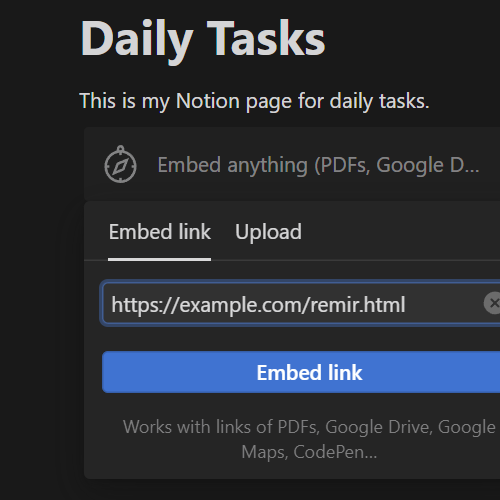 Daily Tasks
This is my Notion page for daily tasks.
Embed anything (PDFs, Google D...
Embed link Upload
https://example.com/remir.html
Embed link
Works with links of PDFs, Google Drive, Google
Maps, CodePen...